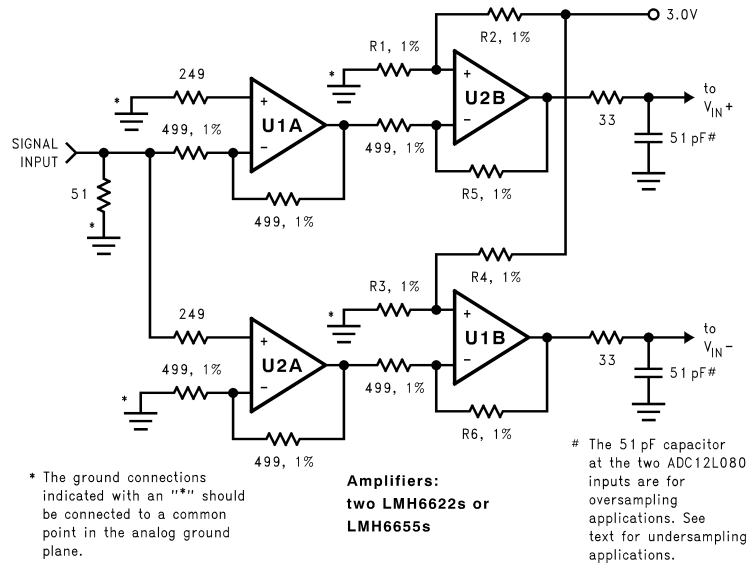 3.0V
R2, 1%
R1, 1%
*
+
U2B
−
to
VIN+
33
51 pF#
249
*
+
U1A
−
499, 1%
499, 1%
SIGNAL
INPUT
51
*
R5, 1%
499, 1%
R4, 1%
R3, 1%
*
+
U1B
−
to
VIN−
33
51 pF#
249
+
U2A
−
499, 1%
*
499, 1%
R6, 1%
499, 1%
* The ground connections
indicated with an "*" should
be connected to a common
point in the analog ground
plane.
Amplifiers:
two LMH6622s or
LMH6655s
# The 51 pF capacitor
at the two ADC12L080
inputs are for
oversampling
applications. See
text for undersampling
applications.